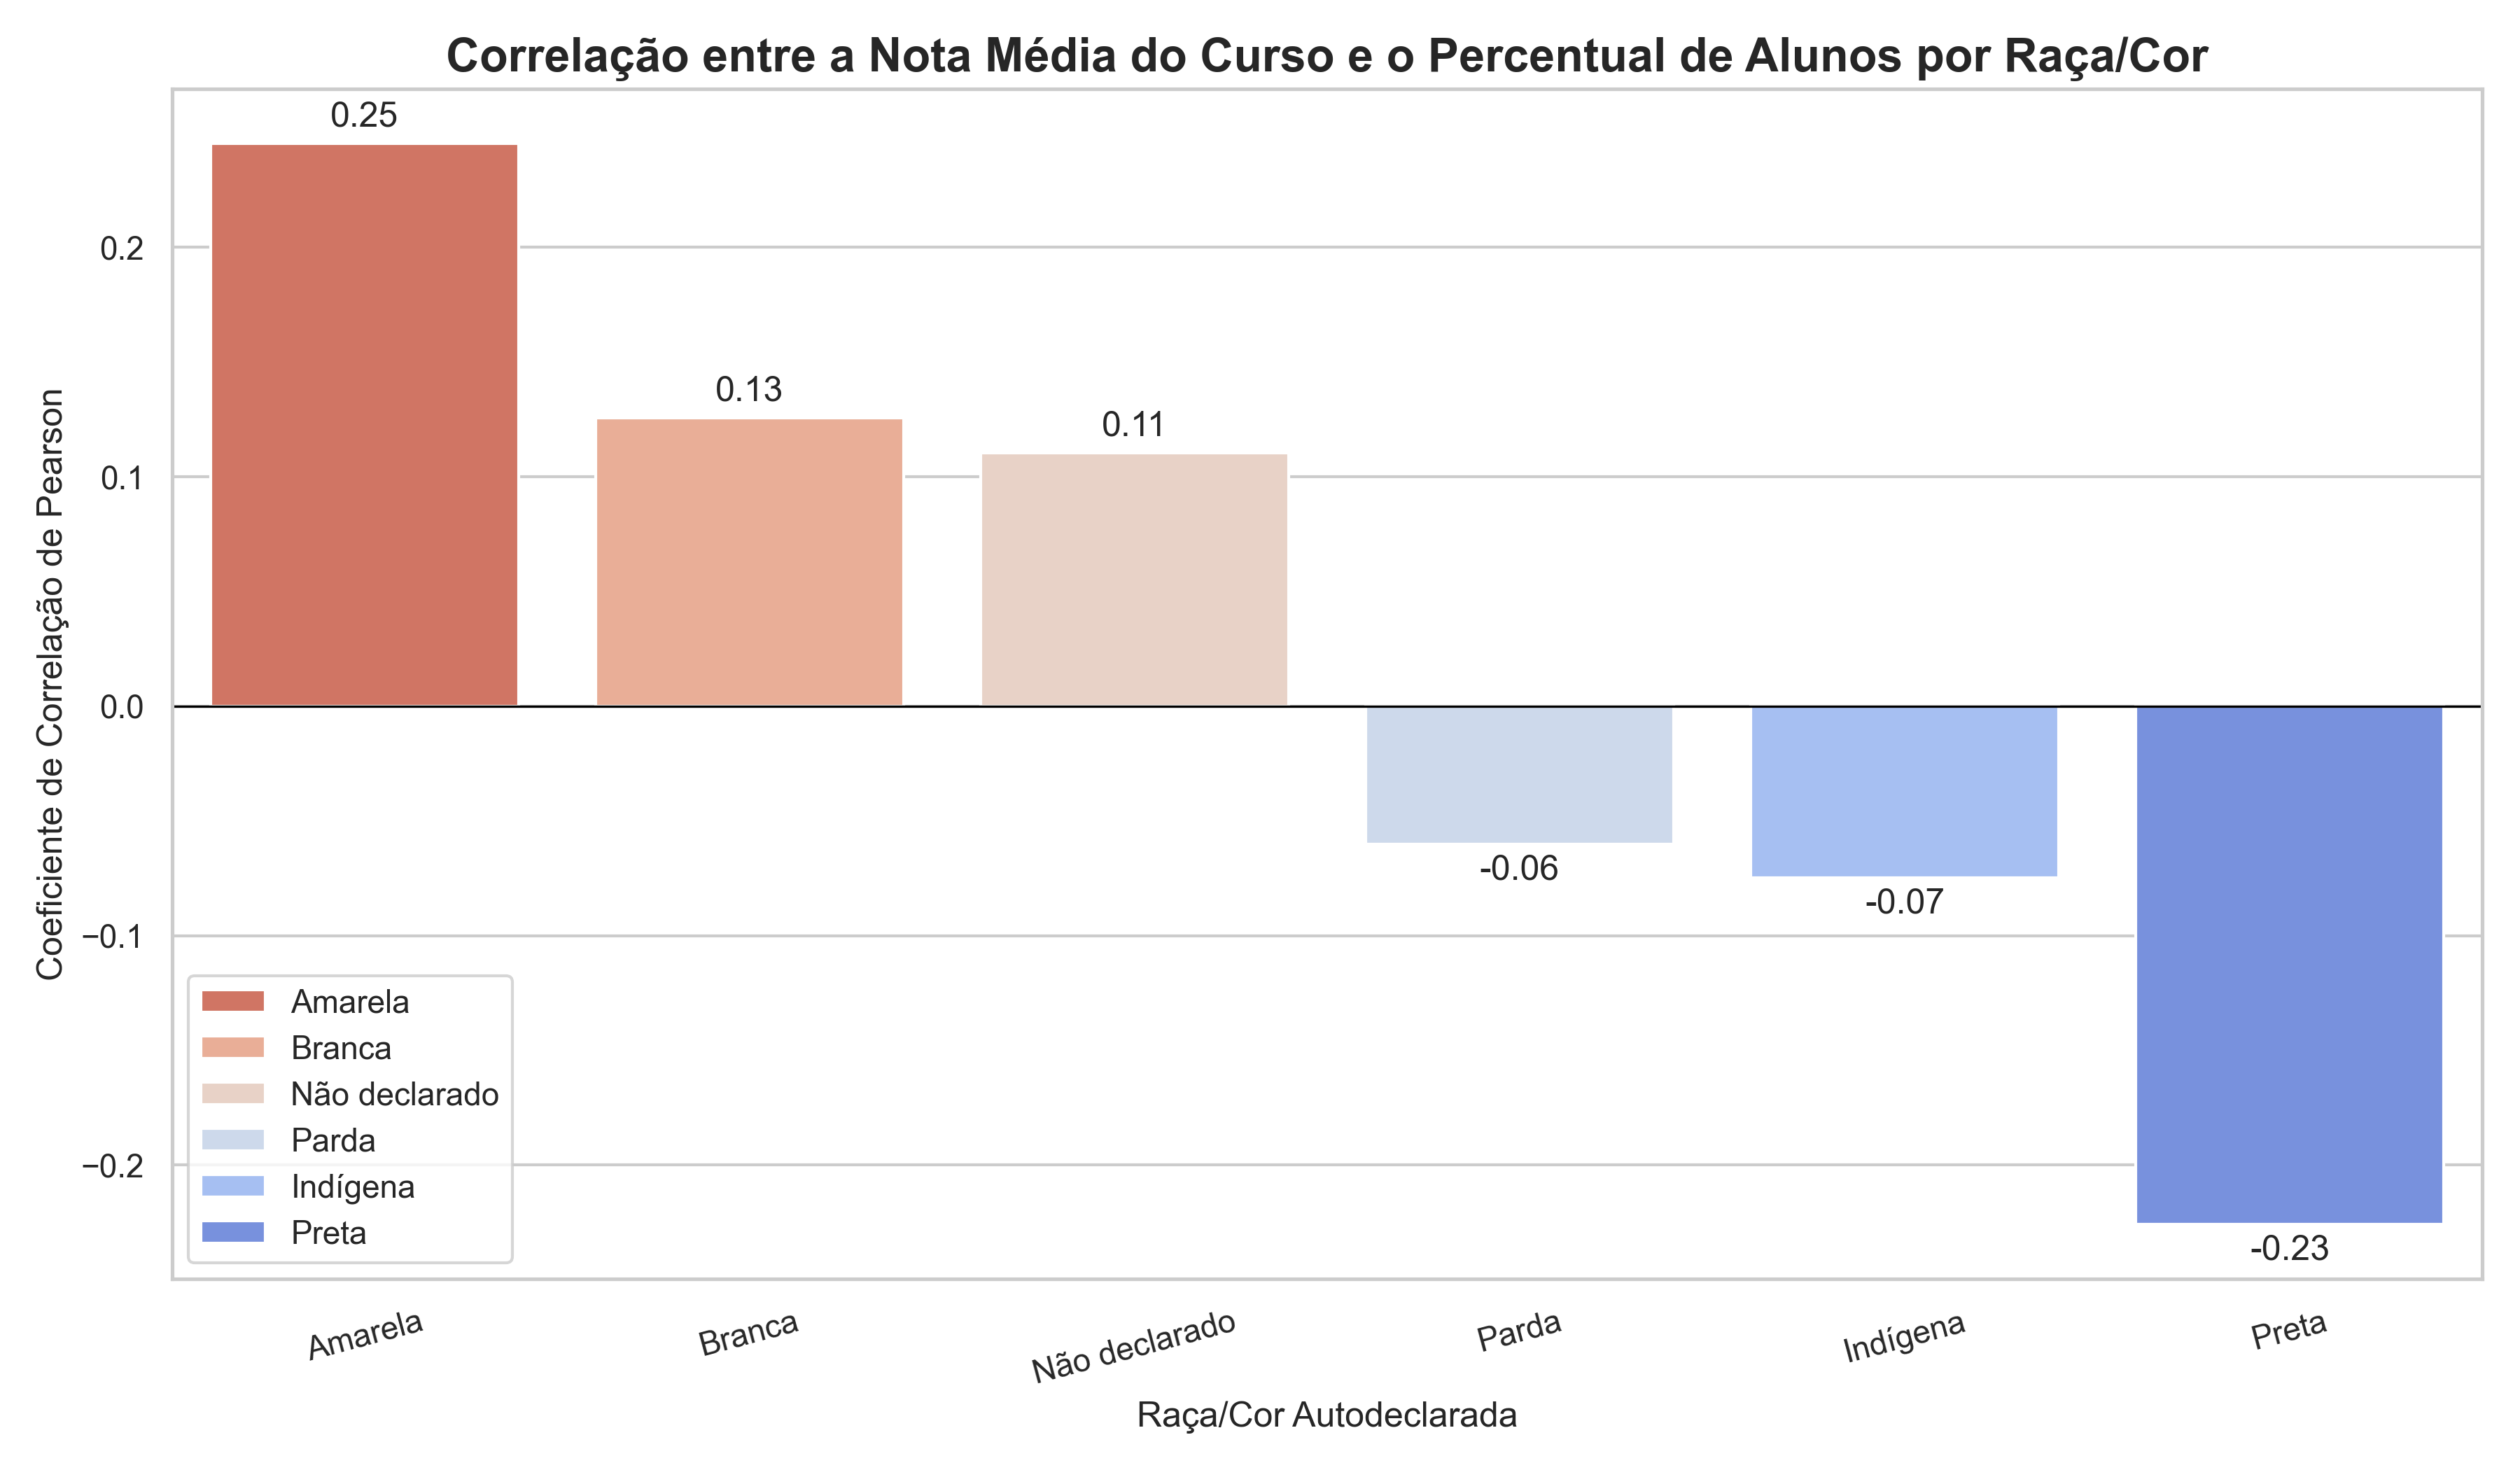 Correlação entre a Nota Média do Curso e o Percentual de Alunos por Raça/Cor
Coeficiente de Correlação de Pearson
0.2
0.1
0.0
−0.1
−0.2
0.25
0.13
0.11
-0.06
-0.07
-0.23
Amarela
Branca
Não declarado
Parda
Indígena
Preta
Amarela
Branca
Não declarado
Parda
Indígena
Preta
Raça/Cor Autodeclarada